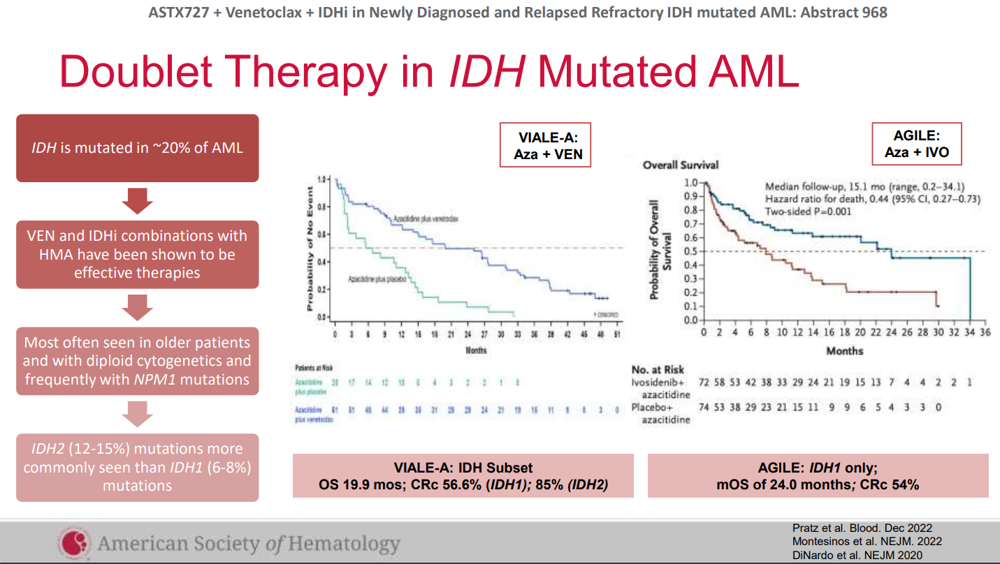 ASTX727 + Venetoclax + IDHi in Newly Diagnosed and Relapsed Refractory IDH mutated AML: Abstract 968
Doublet Therapy in IDH Mutated AML
IDH is mutated in ~20% of AML
VEN and IDHi combinations with
HMA have been shown to be
effective therapies
Most often seen in older patients
and with diploid cytogenetics and
frequently with NPM1 mutations
IDH2 (12-15%) mutations more
commonly seen than IDH1 (6-8%)
mutations
VIALE-A:
Aza + VEN
Probability of No Event
1.0
0.8
0.6
0.4
0.2
0.0
Azacitidine plus venetoclax
Azacitidine plus placebo
+ CENSORED
0 3 6 9 12 15 18 21 24 27 30 33 36 39 42 45 48 51
Months
Patients at Risk
Azacitidine 28 17 14 12 10 4 2 2 1
plus placebo
Azacitidine 44 31 24 21 11 3 0
plus venetoclax
VIALE-A: IDH Subset
OS 19.9 mos; CRc 56.6% (IDH1); 85% (IDH2)
AGILE:
Aza + IVO
Overall Survival
Median follow-up, 15.1 mo (range, 0.2–34.1)
Hazard ratio for death, 0.44 (95% CI, 0.27–0.73)
Two-sided P=0.001
Probability of Overall
Survival
1.0
0.9
0.8
0.7
0.6
0.5
0.4
0.3
0.2
0.1
0.0
0 2 4 6 8 10 12 14 16 18 20 22 24 26 28 30 32 34 36
Months
No. at Risk
Ivosidenib+ 72 58 53 42 38 33 29 24 21 19 15 13 7 4 4 2 2 1
azacitidine
Placebo+ 74 53 38 29 23 21 15 11 9 9 6 5 4 3 3 0
azacitidine
AGILE: IDH1 only;
mOS of 24.0 months; CRc 54%
American Society of Hematology
Pratz et al. Blood. Dec 2022
Montesinos et al. NEJM. 2022
DiNardo et al. NEJM 2020